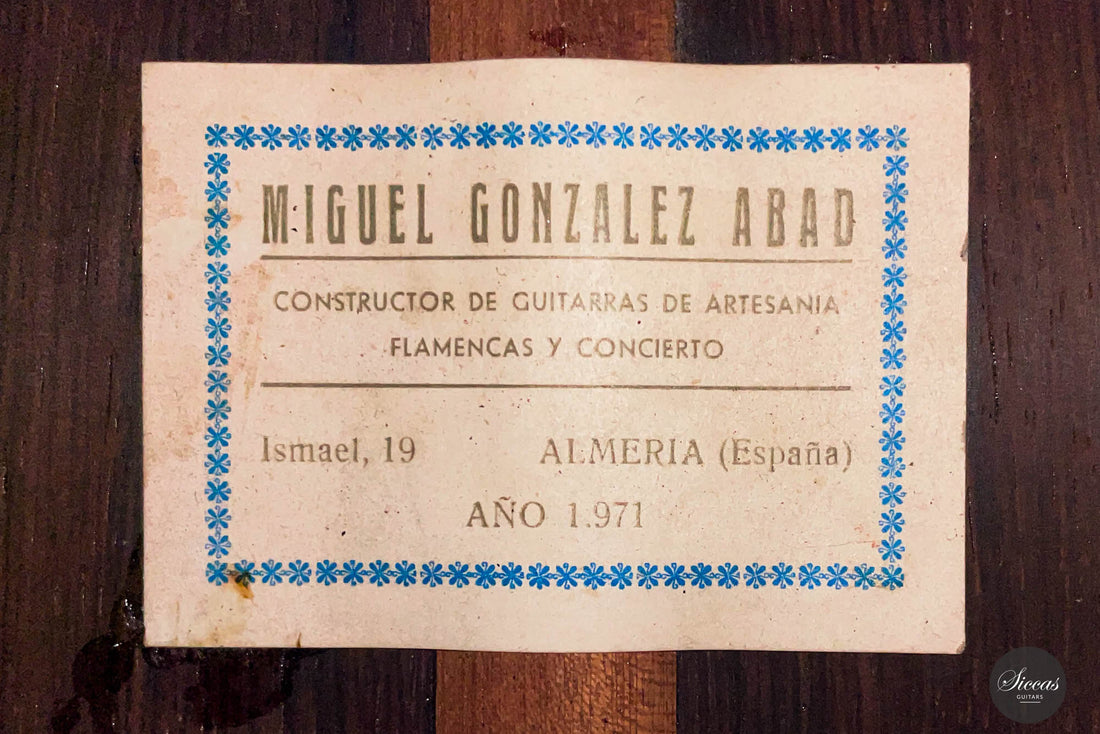 MIGUEL GONZALEZ ABAD
CONSTRUCTOR DE GUITARRAS DE ARTESANIA
FLAMENCAS Y CONCIERTO
Ismael, 19 ALMERIA (España)
AÑO 1.971
Siccas
GUITARS